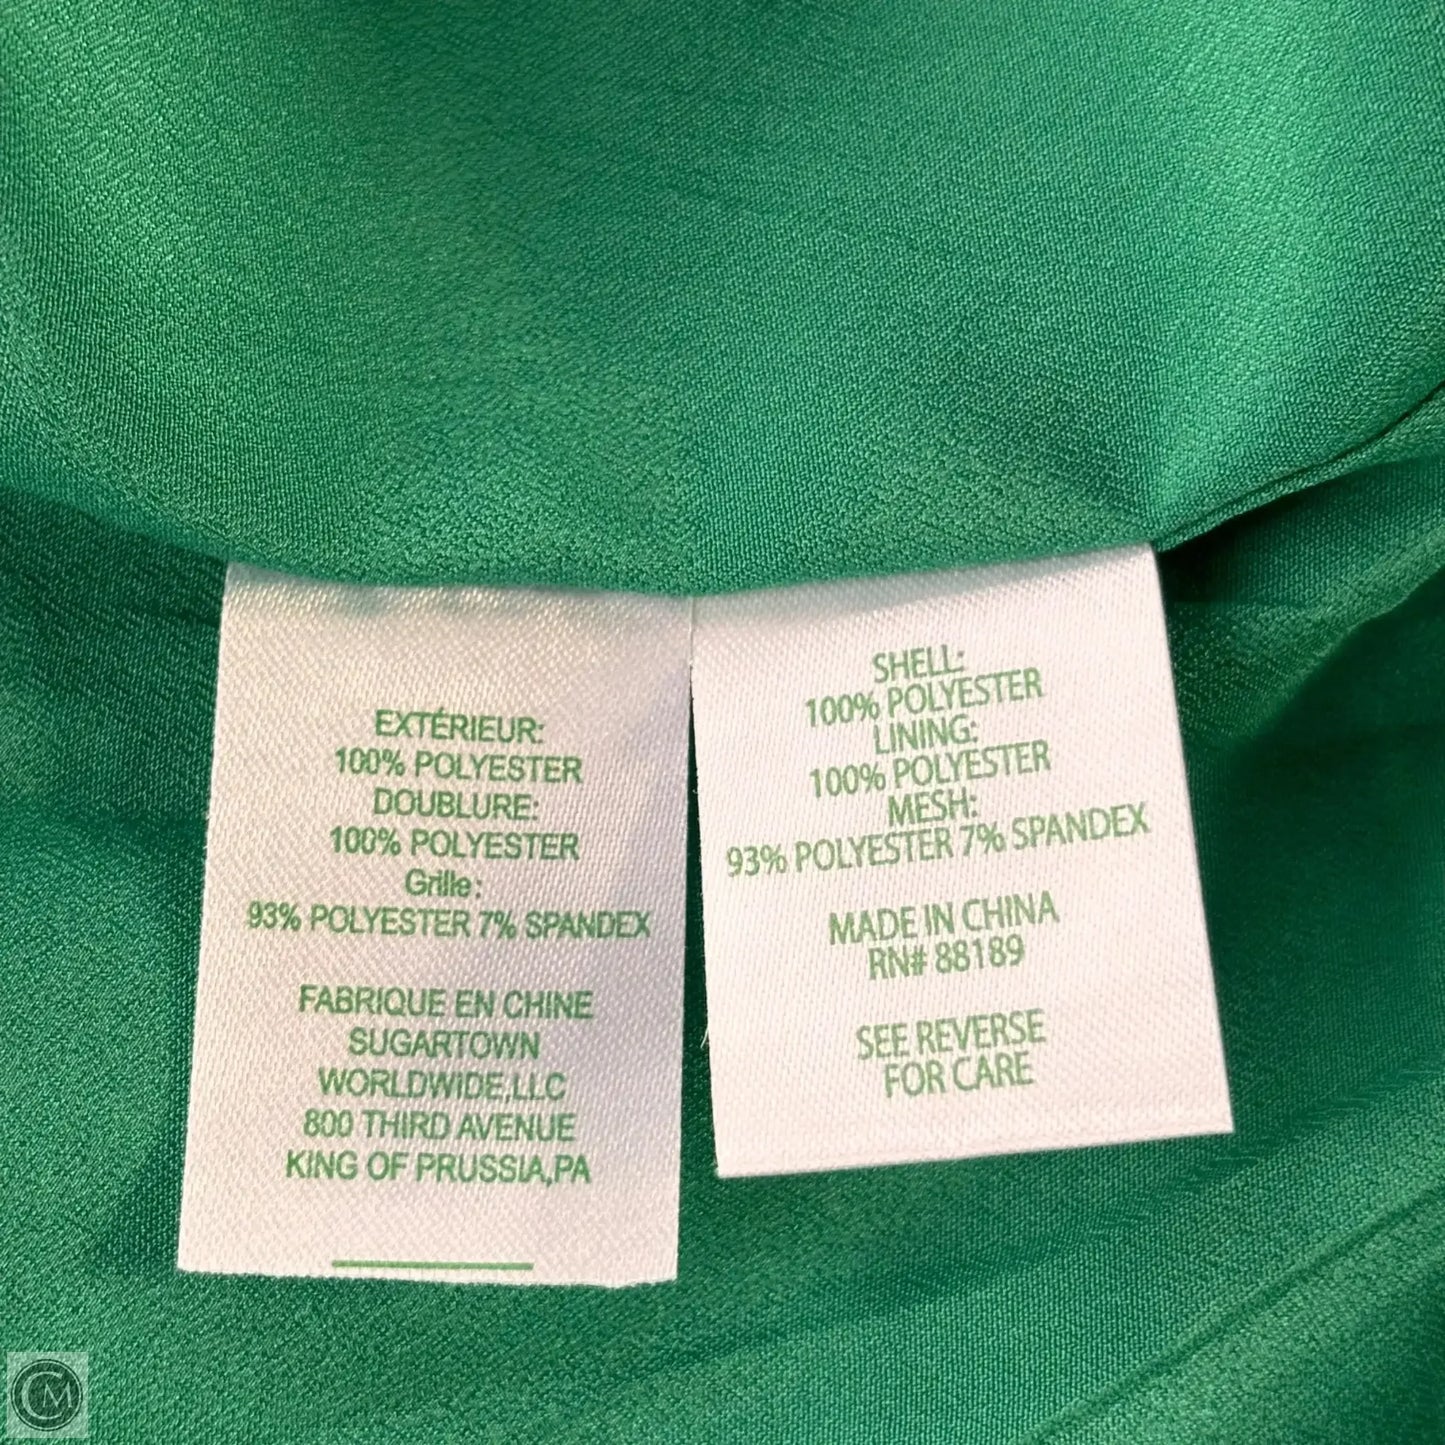 EXTÉRIEUR:
100% POLYESTER
DOUBLURE:
100% POLYESTER
Grille:
93% POLYESTER 7% SPANDEX
FABRIQUE EN CHINE
SUGARTOWN
WORLDWIDE,LLC
800 THIRD AVENUE
KING OF PRUSSIA,PA
SHELL:
100% POLYESTER
LINING:
100% POLYESTER
MESH:
93% POLYESTER 7% SPANDEX
MADE IN CHINA
RN# 88189
SEE REVERSE
FOR CARE
CM